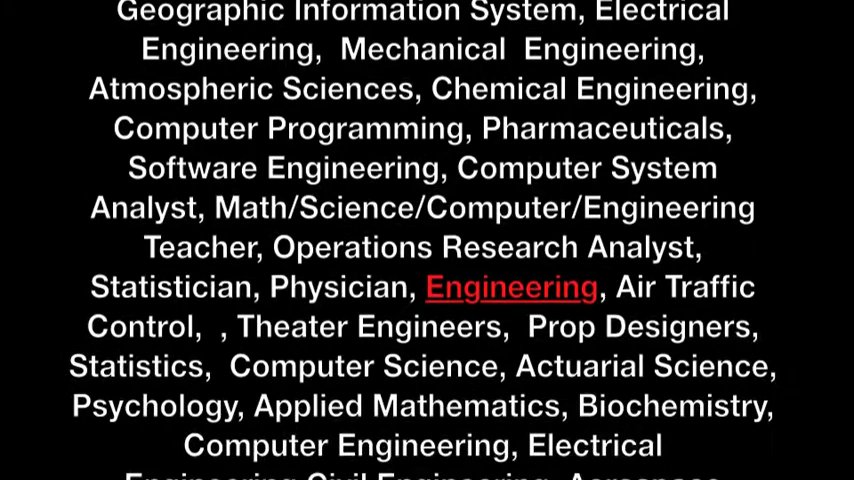 Geographic Information System, Electrical
Engineering,  Mechanical  Engineering,
Atmospheric Sciences, Chemical Engineering,
Computer Programming, Pharmaceuticals,
Software Engineering, Computer System
Analyst, Math/Science/Computer/Engineering
Teacher, Operations Research Analyst,
Statistician, Physician, Engineering, Air Traffic
Control,  , Theater Engineers,  Prop Designers,
Statistics,  Computer Science, Actuarial Science,
Psychology, Applied Mathematics, Biochemistry,
Computer Engineering, Electrical
Engineering Civil Engineering, Aerospace